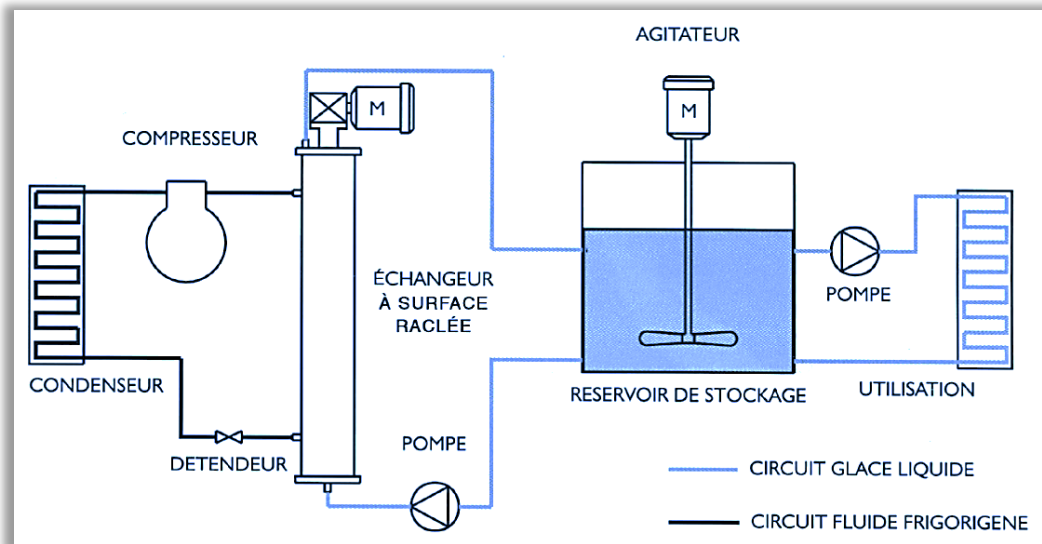 AGITATEUR
M
M
COMPRESSEUR
ÉCHANGEUR
À SURFACE
RACLÉE
POMPE
CONDENSEUR
RESERVOIR DE STOCKAGE
UTILISATION
POMPE
DETENDEUR
CIRCUIT GLACE LIQUIDE
CIRCUIT FLUIDE FRIGORIGENE